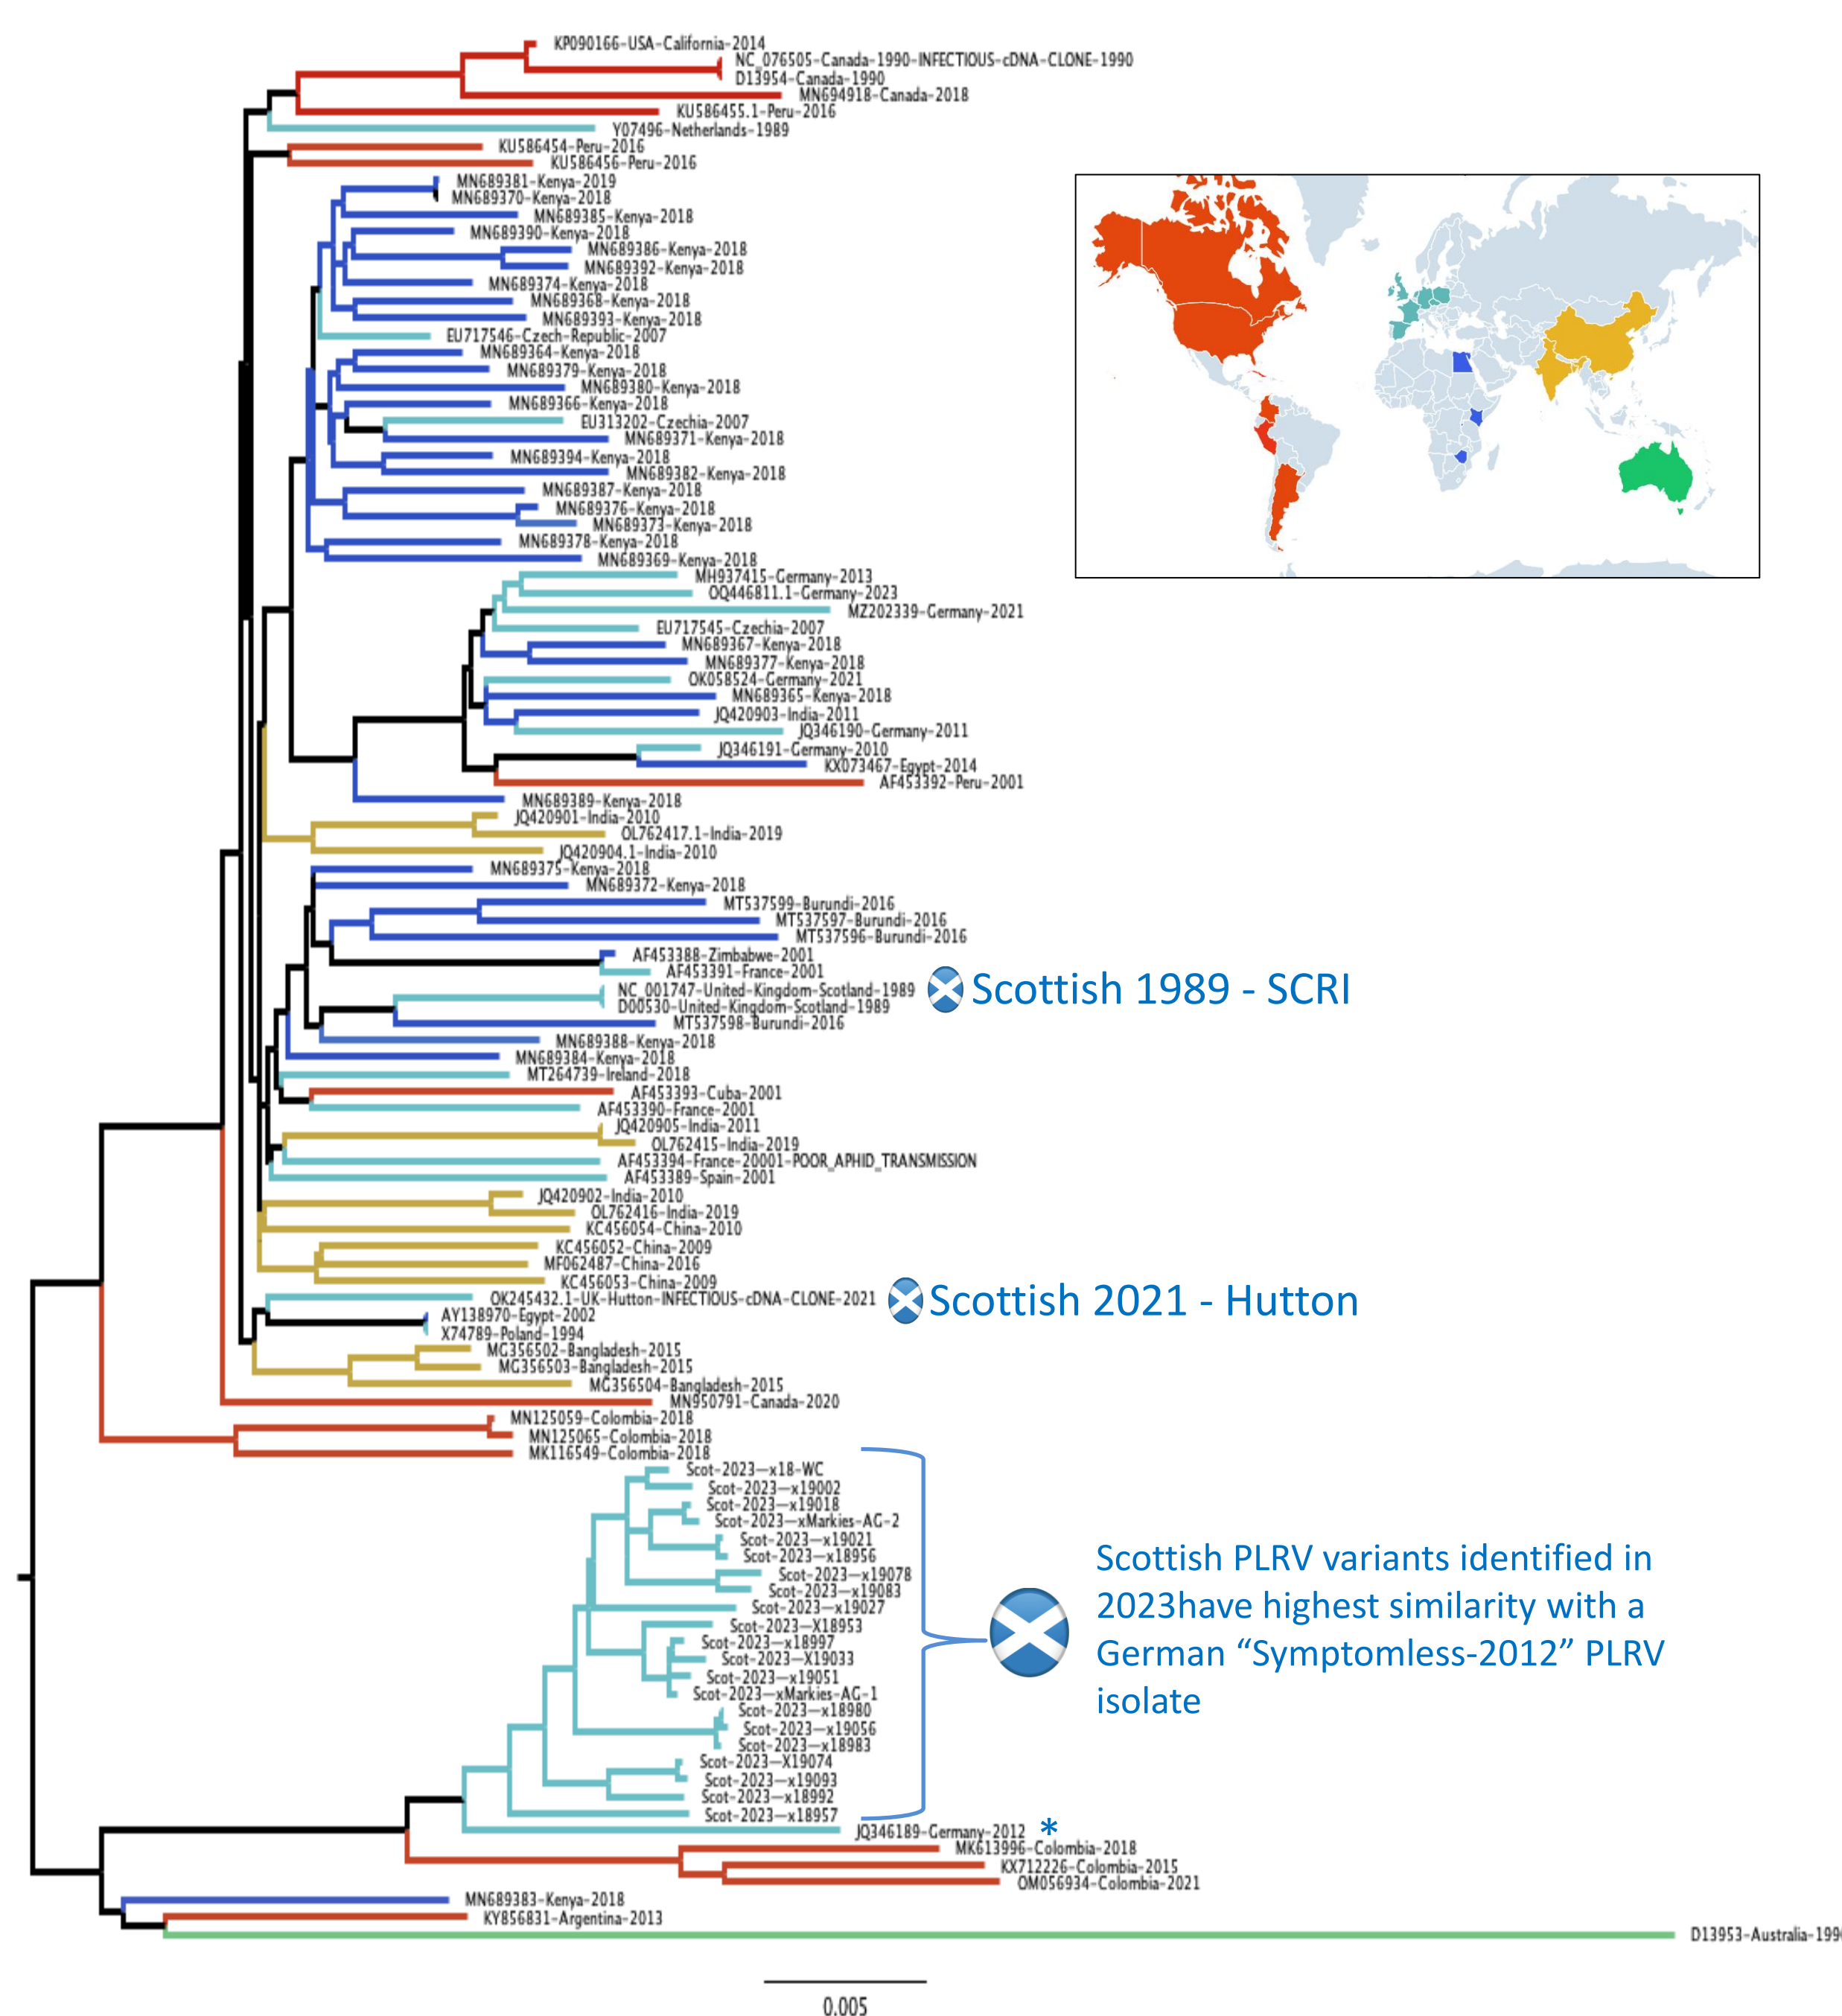 KP090166-USA-California-2014
NC_076505-Canada-1990-INFECTIOUS-cDNA-CLONE-1990
D13954-Canada-1990
MN694918-Canada-2018
KU586455.1-Peru-2016
Y07496-Netherlands-1989
KU586454-Peru-2016
KU586456-Peru-2016
MN689381-Kenya-2019
MN689370-Kenya-2018
MN689385-Kenya-2018
MN689390-Kenya-2018
MN689386-Kenya-2018
MN689392-Kenya-2018
MN689374-Kenya-2018
MN689368-Kenya-2018
MN689393-Kenya-2018
EU717546-Czech-Republic-2007
MN689364-Kenya-2018
MN689379-Kenya-2018
MN689380-Kenya-2018
MN689366-Kenya-2018
EU313202-Czechia-2007
MN689371-Kenya-2018
MN689394-Kenya-2018
MN689382-Kenya-2018
MN689387-Kenya-2018
MN689376-Kenya-2018
MN689373-Kenya-2018
MN689378-Kenya-2018
MN689369-Kenya-2018
MH937415-Germany-2013
OQ446811.1-Germany-2023
MZ202339-Germany-2021
EU717545-Czechia-2007
MN689367-Kenya-2018
MN689377-Kenya-2018
OK058524-Germany-2021
MN689365-Kenya-2018
JQ420903-India-2011
JQ346190-Germany-2011
JQ346191-Germany-2010
KX073467-Egypt-2014
AF453392-Peru-2001
MN689389-Kenya-2018
JQ420901-India-2010
OL762417.1-India-2019
JQ420904.1-India-2010
MN689375-Kenya-2018
MN689372-Kenya-2018
MT537599-Burundi-2016
MT537597-Burundi-2016
MT537596-Burundi-2016
AF453388-Zimbabwe-2001
AF453391-France-2001
NC_001747-United-Kingdom-Scotland-1989
Scottish 1989 - SCRI
D00530-United-Kingdom-Scotland-1989
MT537598-Burundi-2016
MN689388-Kenya-2018
MN689384-Kenya-2018
MT264739-Ireland-2018
AF453393-Cuba-2001
AF453390-France-2001
JQ420905-India-2011
OL762415-India-2019
AF453394-France-20001-POOR_APHID_TRANSMISSION
AF453389-Spain-2001
JQ420902-India-2010
OL762416-India-2019
KC456054-China-2010
KC456052-China-2009
MF062487-China-2016
KC456053-China-2009
OK245432.1-UK-Hutton-INFECTIOUS-cDNA-CLONE-2021
Scottish 2021 - Hutton
AY138970-Egypt-2002
X74789-Poland-1994
MG356502-Bangladesh-2015
MG356503-Bangladesh-2015
MG356504-Bangladesh-2015
MN950791-Canada-2020
MN125059-Colombia-2018
MN125065-Colombia-2018
MK116549-Colombia-2018
Scot-2023—x18-WC
Scot-2023—x19002
Scot-2023—x19018
Scot-2023—xMarkies-AG-2
Scot-2023—x19021
Scot-2023—x18956
Scot-2023—x19078
Scot-2023—x19083
Scot-2023—x19027
Scot-2023—X18953
Scot-2023—x18997
Scot-2023—X19033
Scot-2023—x19051
Scot-2023—xMarkies-AG-1
Scot-2023—x18980
Scot-2023—x19056
Scot-2023—x18983
Scot-2023—X19074
Scot-2023—x19093
Scot-2023—x18992
Scot-2023—x18957
Scottish PLRV variants identified in
2023have highest similarity with a
German “Symptomless-2012” PLRV
isolate
JQ346189-Germany-2012 *
MK613996-Colombia-2018
KX712226-Colombia-2015
OM056934-Colombia-2021
MN689383-Kenya-2018
KY856831-Argentina-2013
D13953-Australia-199
0.005